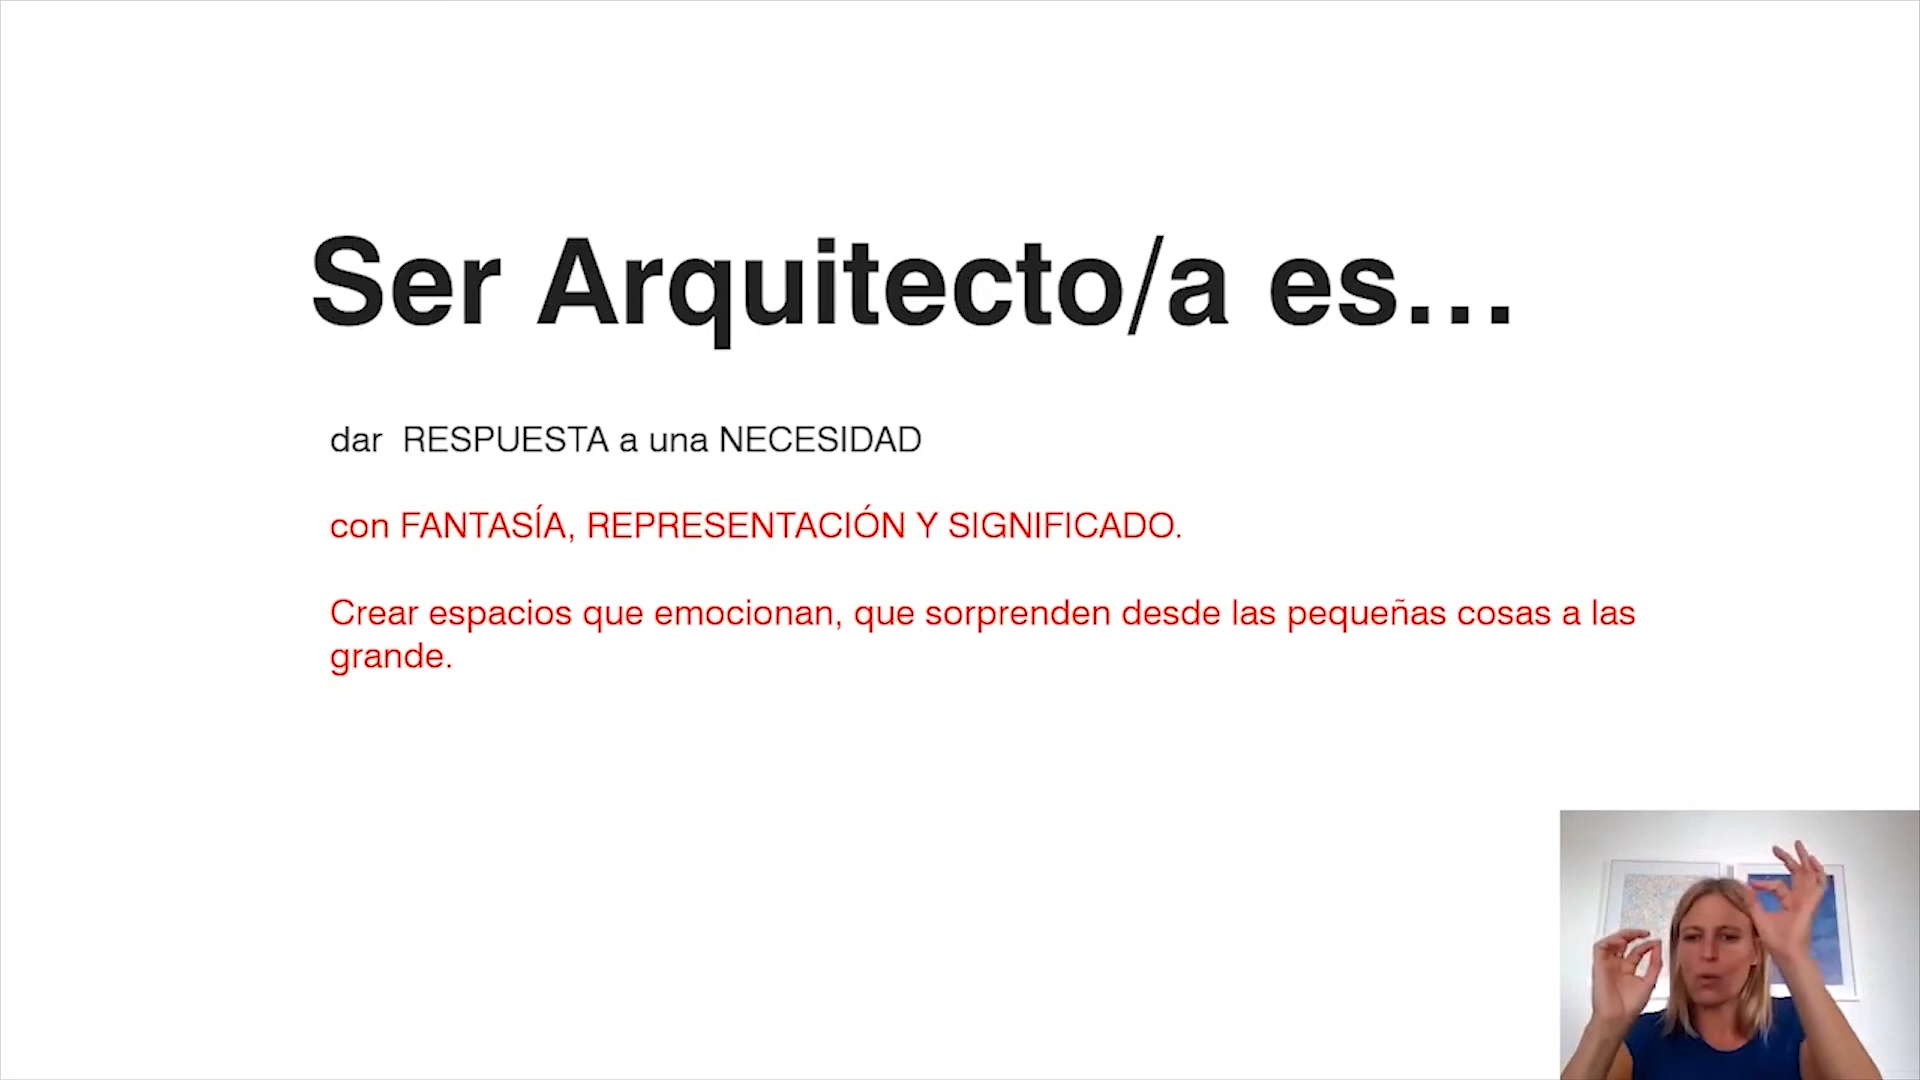 Ser Arquitecto/a es...
dar  RESPUESTA a una NECESIDAD
con FANTASÍA, REPRESENTACIÓN Y SIGNIFICADO.
Crear espacios que emocionan, que sorprenden desde las pequeñas cosas a las
grande.